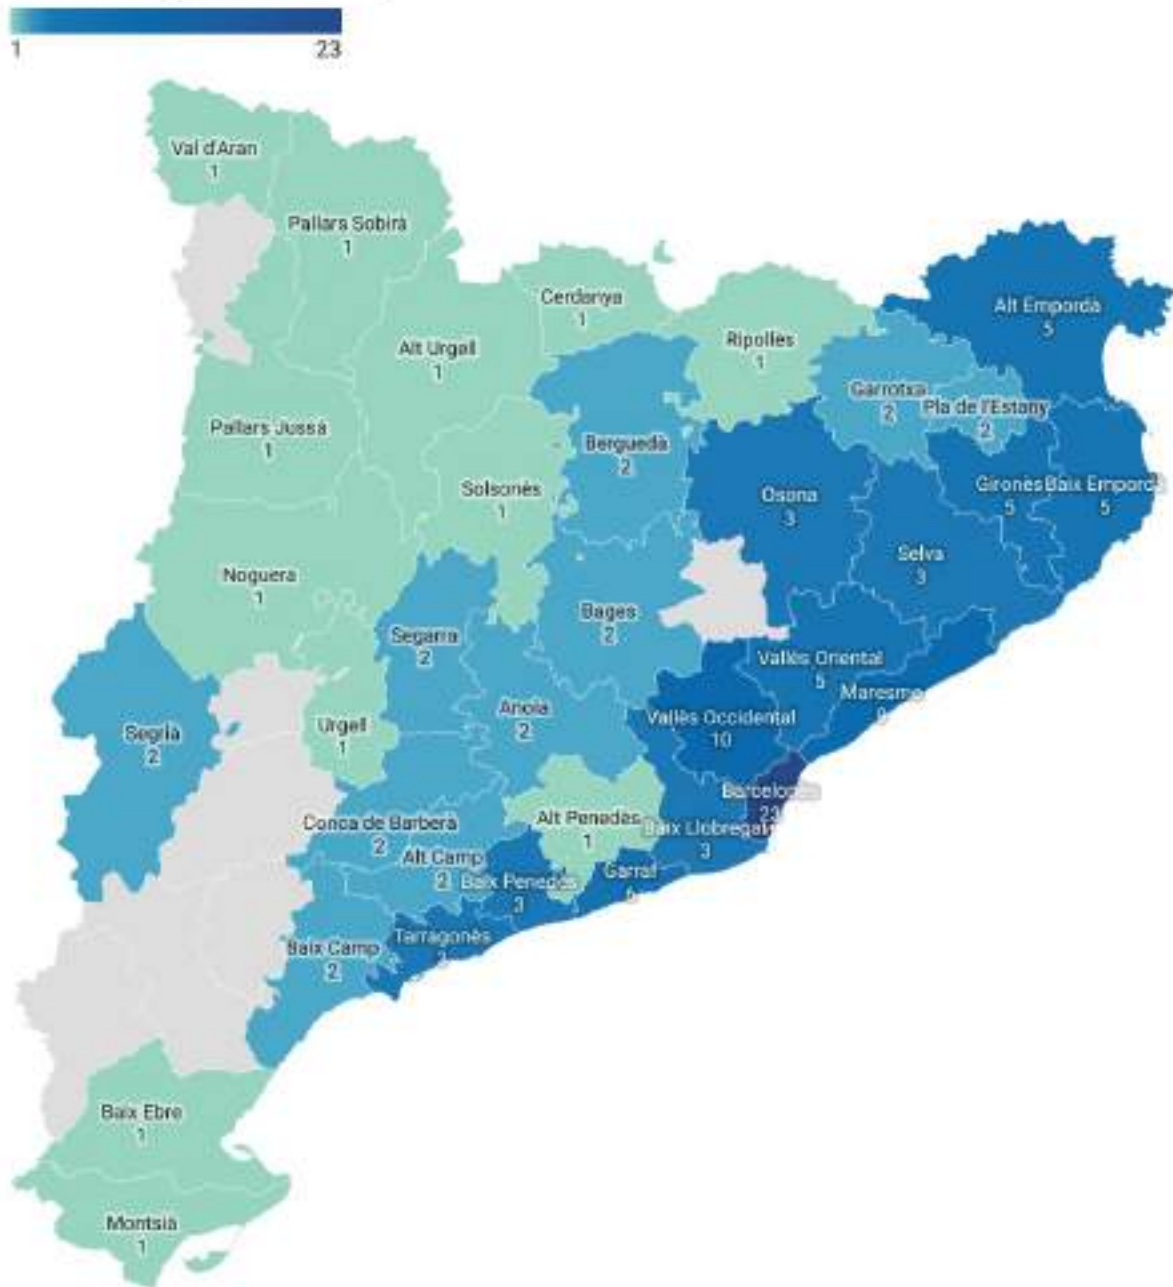 1 23
Val d'Aran
1
Pallars Sobirà
1
Cerdanya
1
Alt Empordà
5
Ripollès
1
Alt Urgell
1
Garrotxa
2
Pla de l'Estany
2
Pallars Jussà
1
Berguedà
2
Solsonès
1
Osona
3
Gironès
5
Baix Empordà
5
Selva
3
Noguera
1
Bages
2
Segarra
2
Vallès Oriental
5
Maresme
Anoia
2
Vallès Occidental
10
Urgell
1
Segrià
2
Barcelonès
23
Conca de Barberà
2
Alt Penedès
1
Baix Llobregat
3
Alt Camp
2
Baix Penedès
3
Garraf
6
Tarragonès
3
Baix Camp
2
Baix Ebre
1
Montsià
1